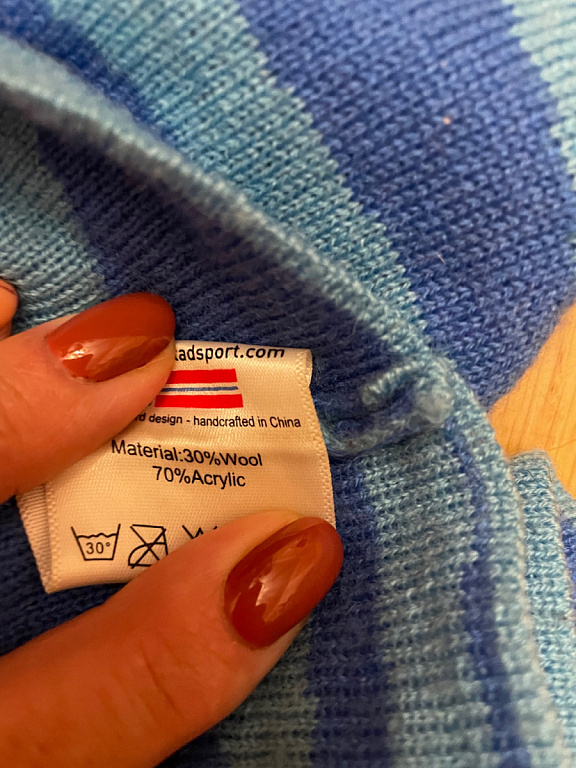 adsport.com
design - handcrafted in China
Material:30%Wool
70%Acrylic
30°